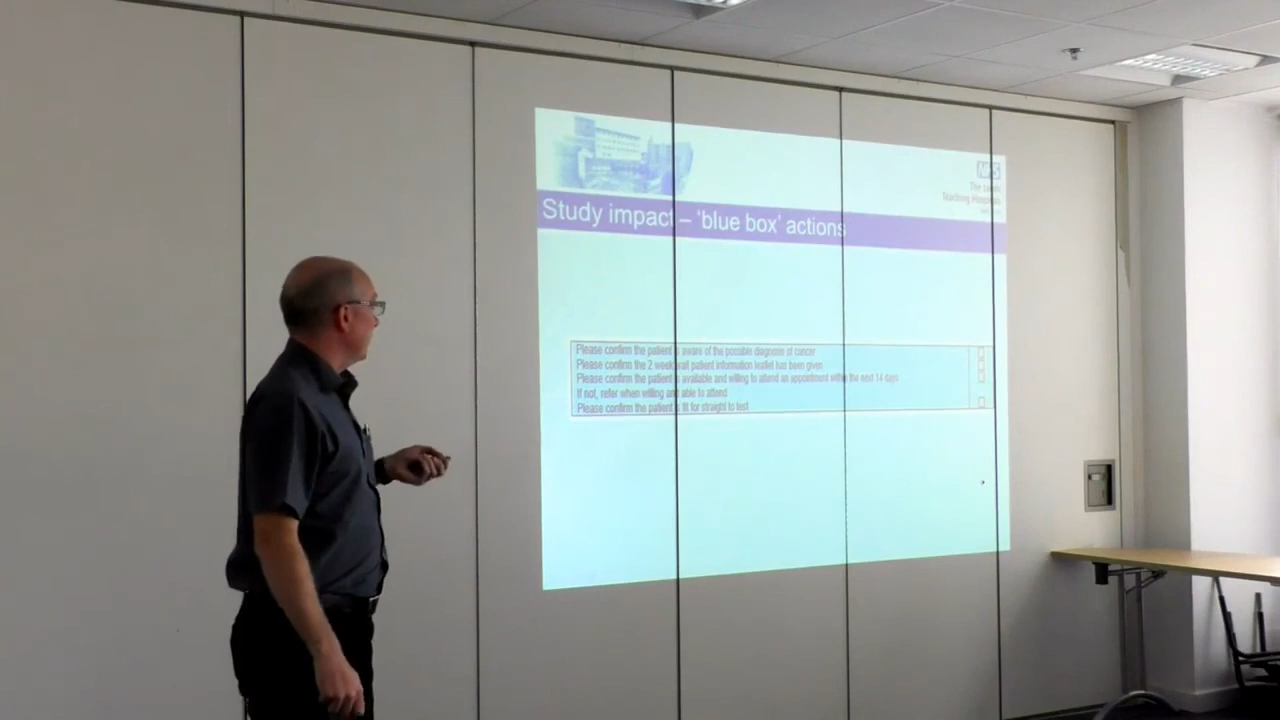 NHS
The Leeds
Teaching Hospitals
Study impact – 'blue box' actions
Please confirm the patient is aware of the possible diagnosis of cancer
Please confirm the 2 week wait patient information leaflet has been given
Please confirm the patient is available and willing to attend an appointment within the next 14 days
If not, refer when willing and able to attend
Please confirm the patient is fit for straight to test